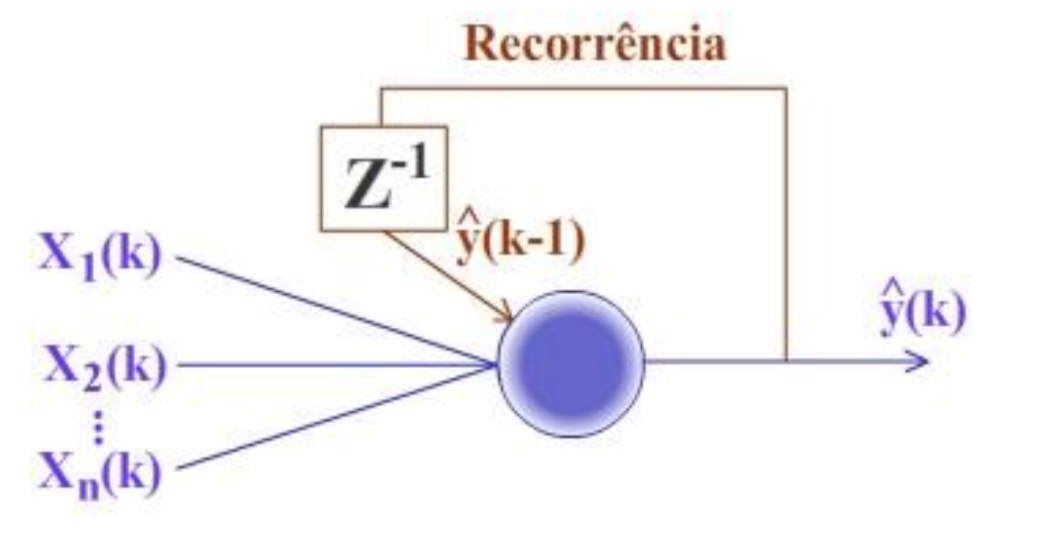 Recorrência
Z⁻¹
ŷ(k-1)
X₁(k)
ŷ(k)
X₂(k)
Xₙ(k)